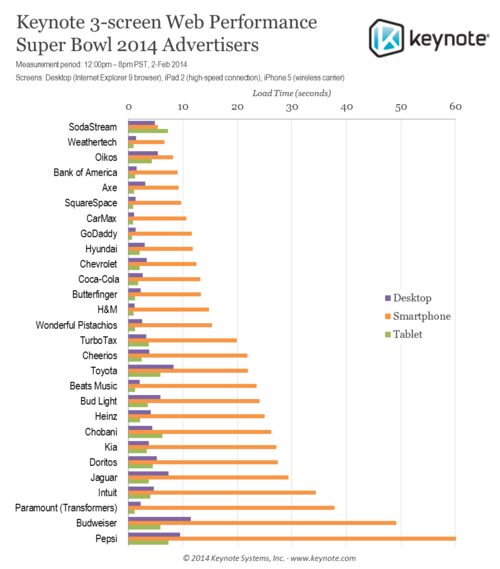 Keynote 3-screen Web Performance
Super Bowl 2014 Advertisers
keynote®
Measurement period: 12:00pm – 8pm PST, 2-Feb 2014
Screens: Desktop (Internet Explorer 9 browser), iPad 2 (high-speed connection), iPhone 5 (wireless carrier)
Load Time (seconds)
0 10 20 30 40 50 60
SodaStream
Weathertech
Oikos
Bank of America
Axe
SquareSpace
CarMax
GoDaddy
Hyundai
Chevrolet
Coca-Cola
Butterfinger
H&M
Wonderful Pistachios
TurboTax
Cheerios
Toyota
Beats Music
Bud Light
Heinz
Chobani
Kia
Doritos
Jaguar
Intuit
Paramount (Transformers)
Budweiser
Pepsi
Desktop
Smartphone
Tablet
© 2014 Keynote Systems, Inc. - www.keynote.com